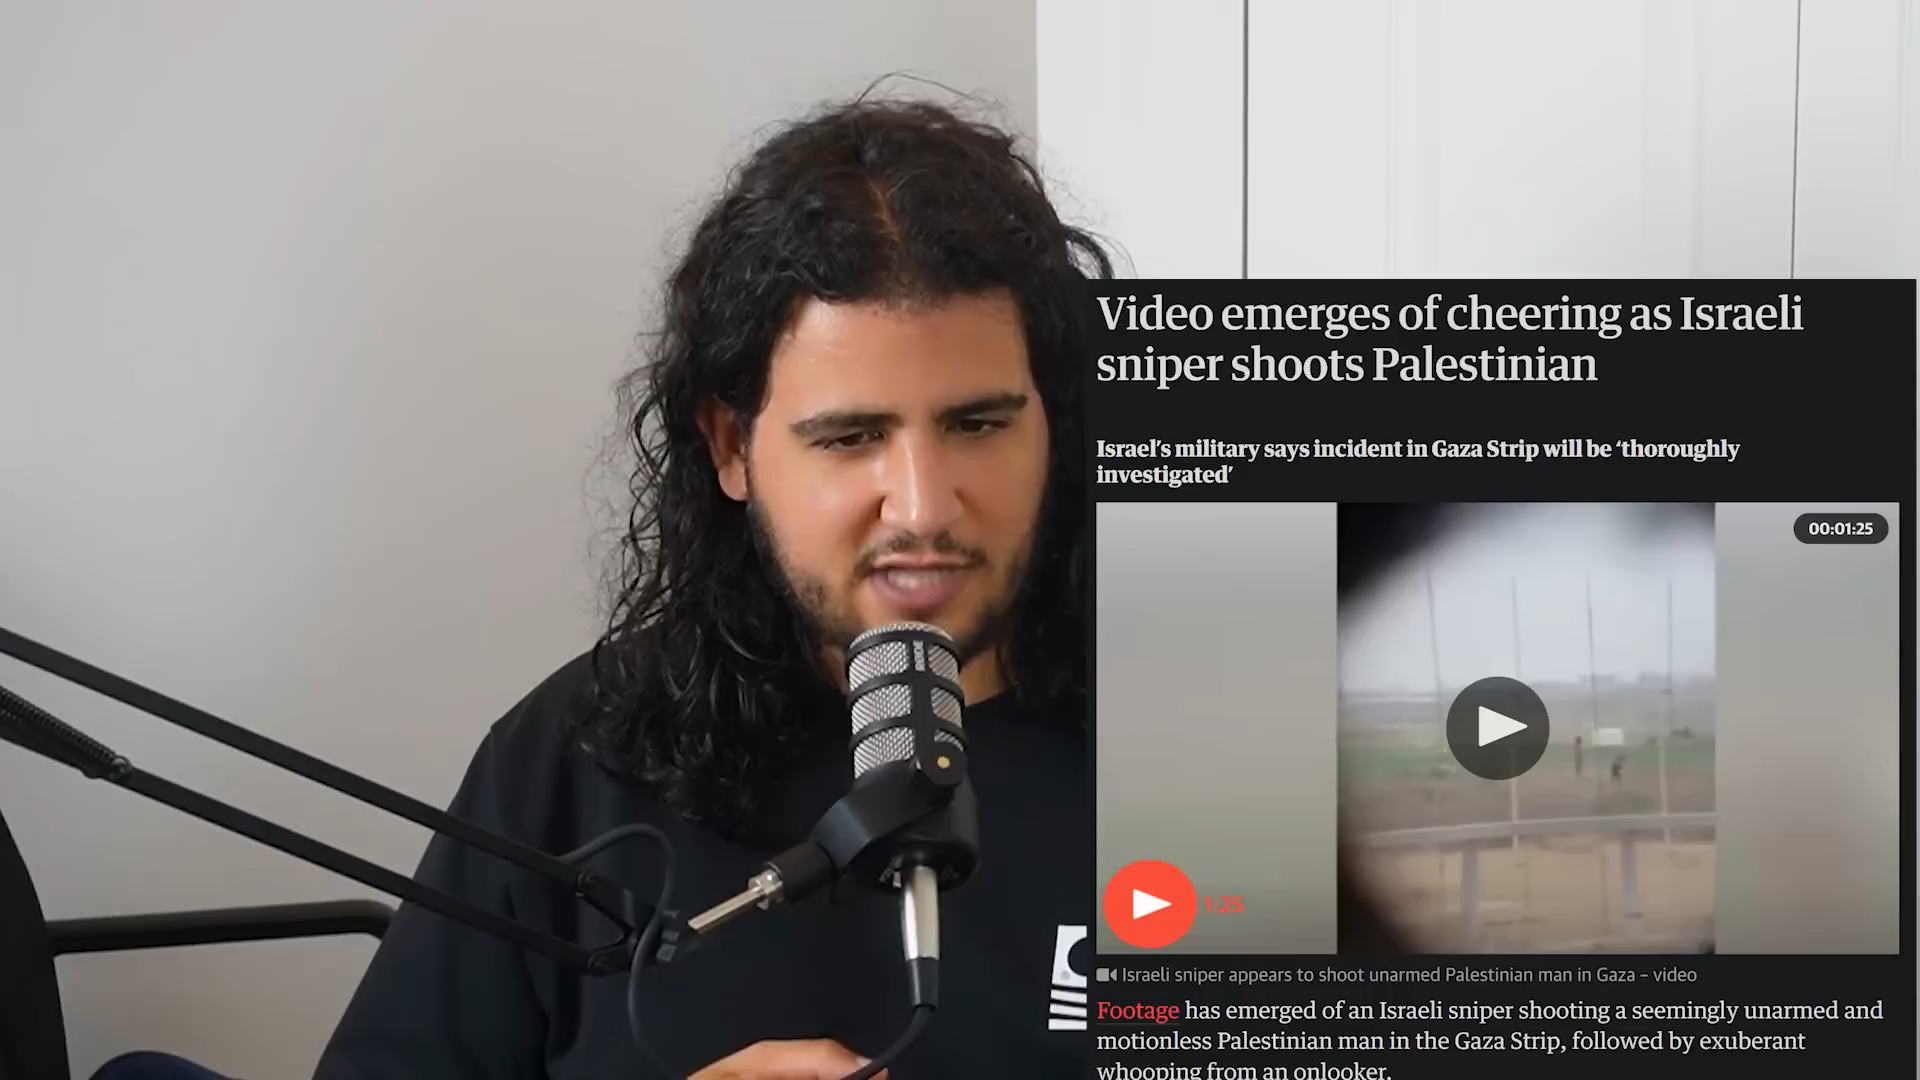 Video emerges of cheering as Israeli
sniper shoots Palestinian
Israel's military says incident in Gaza Strip will be ‘thoroughly
investigated’
00:01:25
1:25
Israeli sniper appears to shoot unarmed Palestinian man in Gaza – video
Footage has emerged of an Israeli sniper shooting a seemingly unarmed and
motionless Palestinian man in the Gaza Strip, followed by exuberant
whooping from an onlooker.